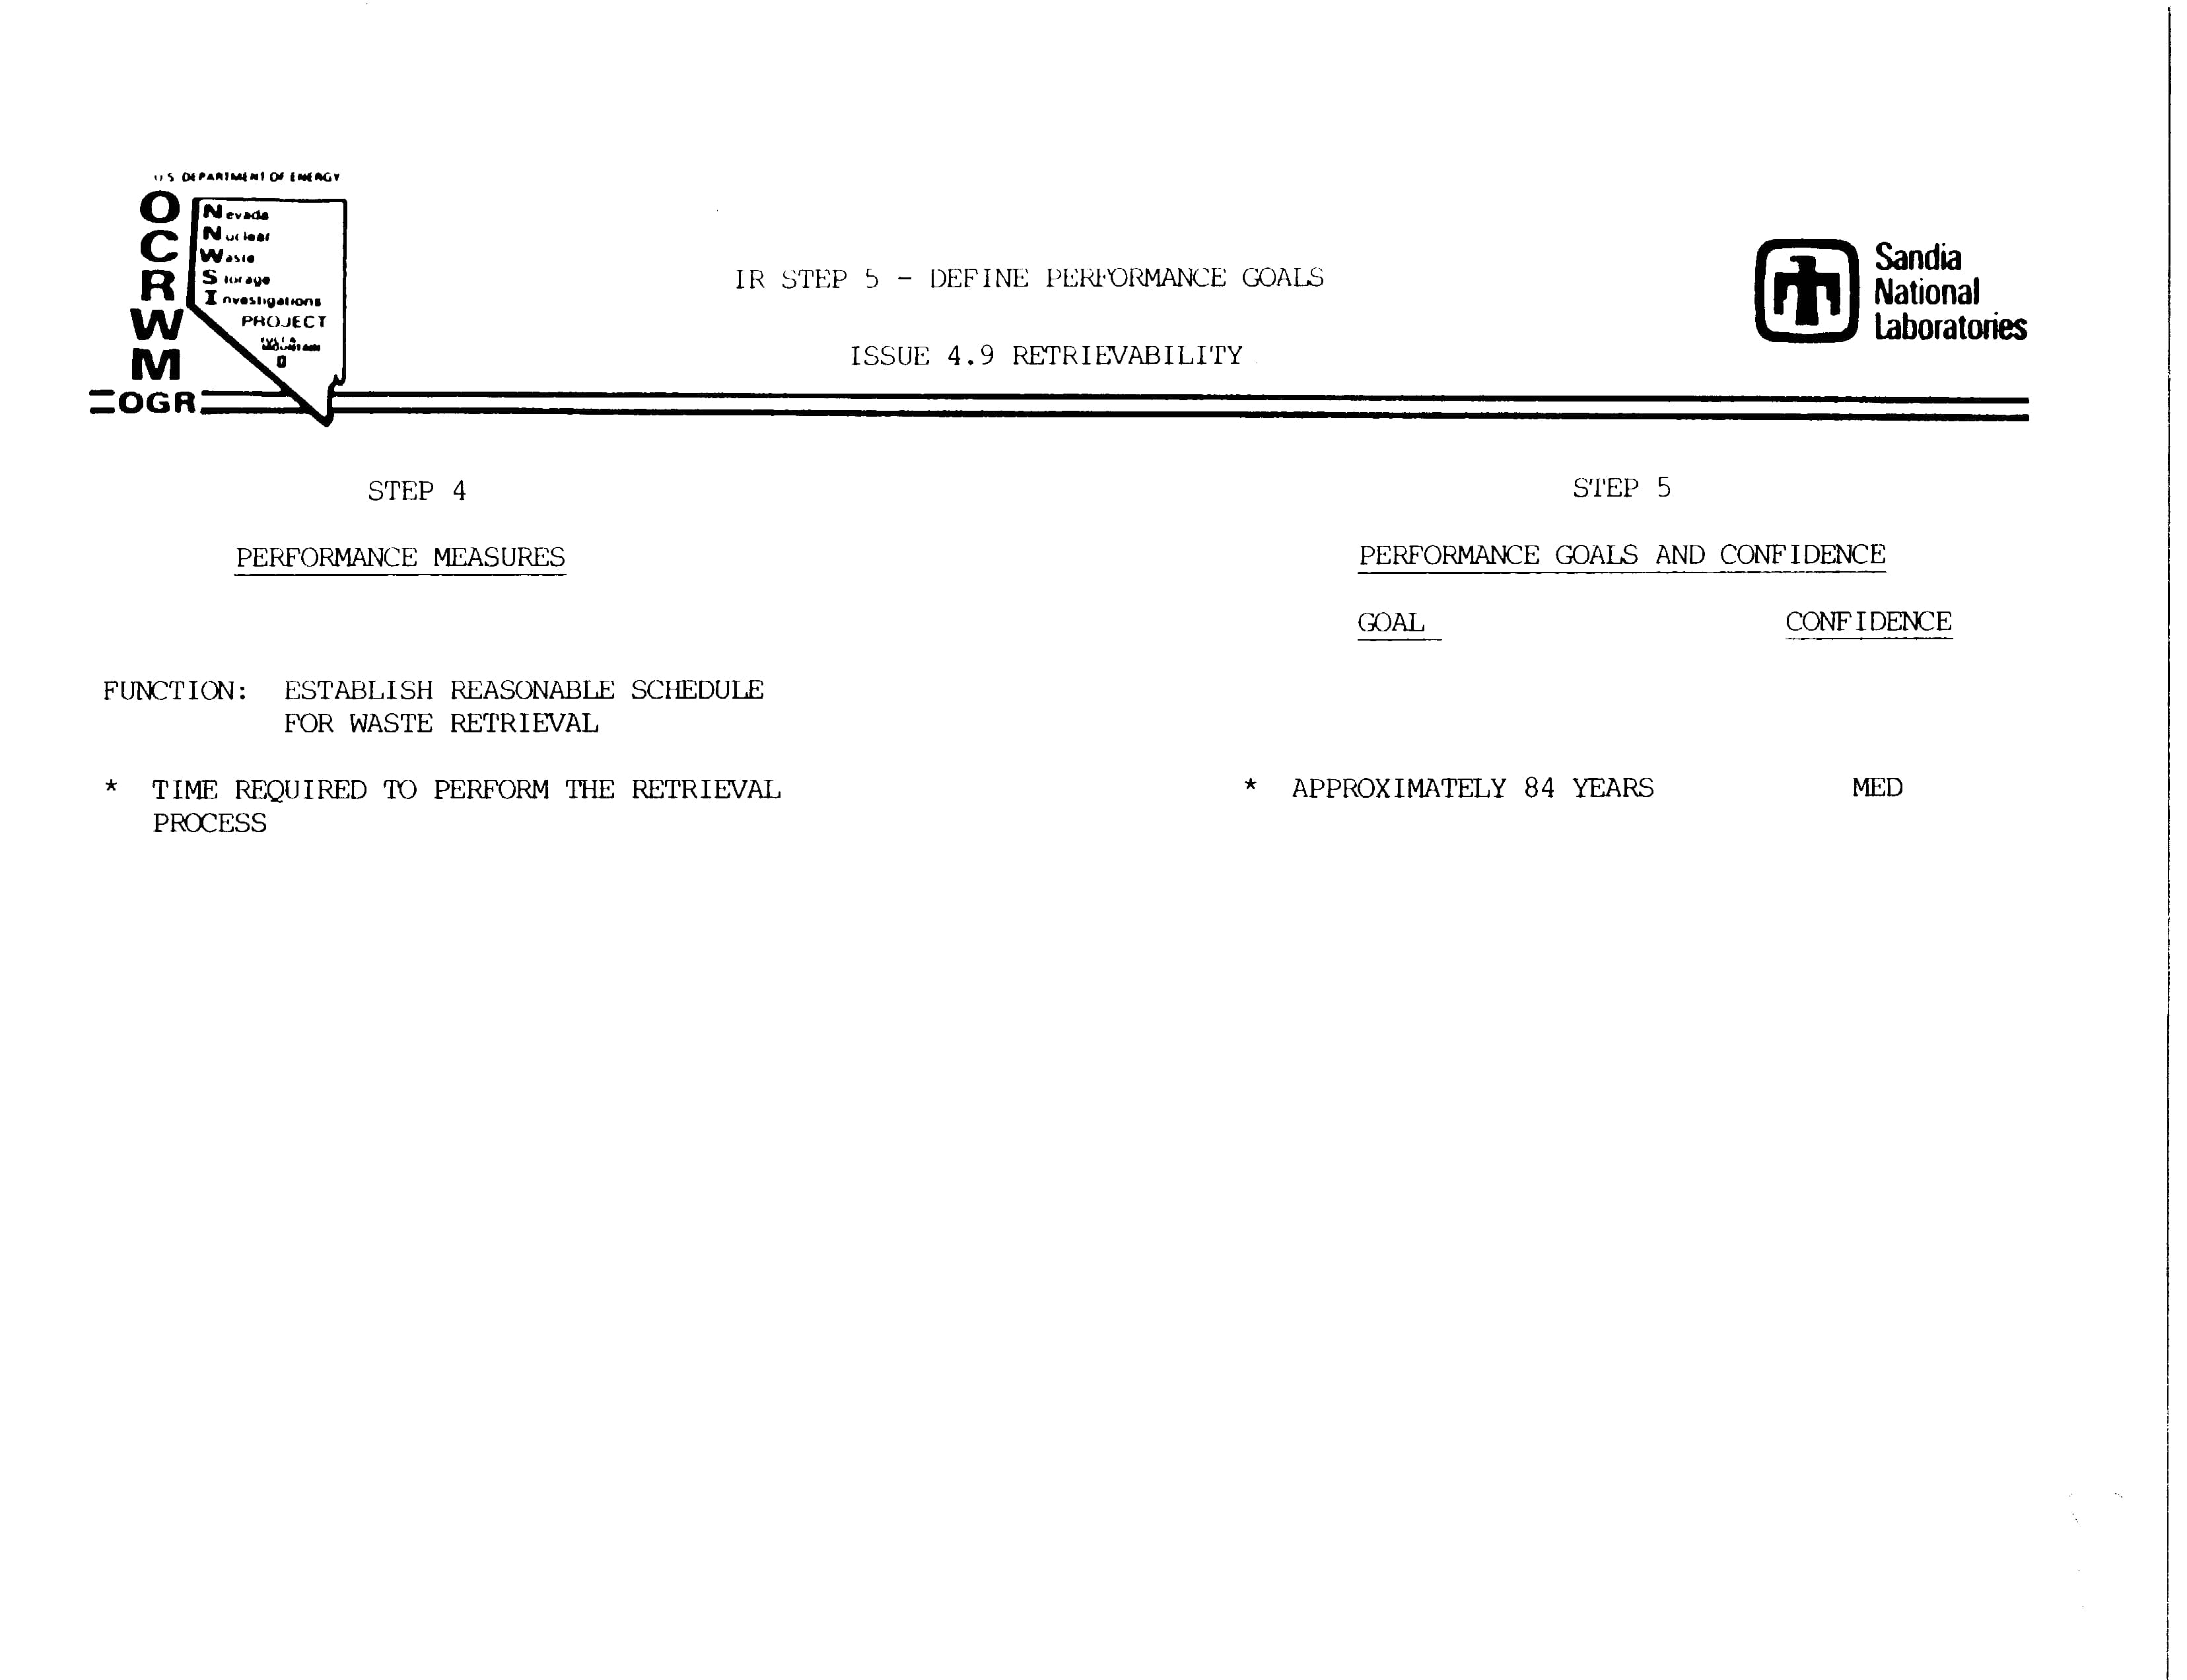 U S DEPARTMENT OF ENERGY
OCRWM
Nevada
Nuclear
Waste
Storage
Investigations
PROJECT
MOUNTAIN
OGR
IR STEP 5 - DEFINE PERFORMANCE GOALS
ISSUE 4.9 RETRIEVABILITY
Sandia
National
Laboratories
STEP 4
PERFORMANCE MEASURES
STEP 5
PERFORMANCE GOALS AND CONFIDENCE
GOAL CONFIDENCE
FUNCTION: ESTABLISH REASONABLE SCHEDULE
FOR WASTE RETRIEVAL
* TIME REQUIRED TO PERFORM THE RETRIEVAL
PROCESS
* APPROXIMATELY 84 YEARS MED